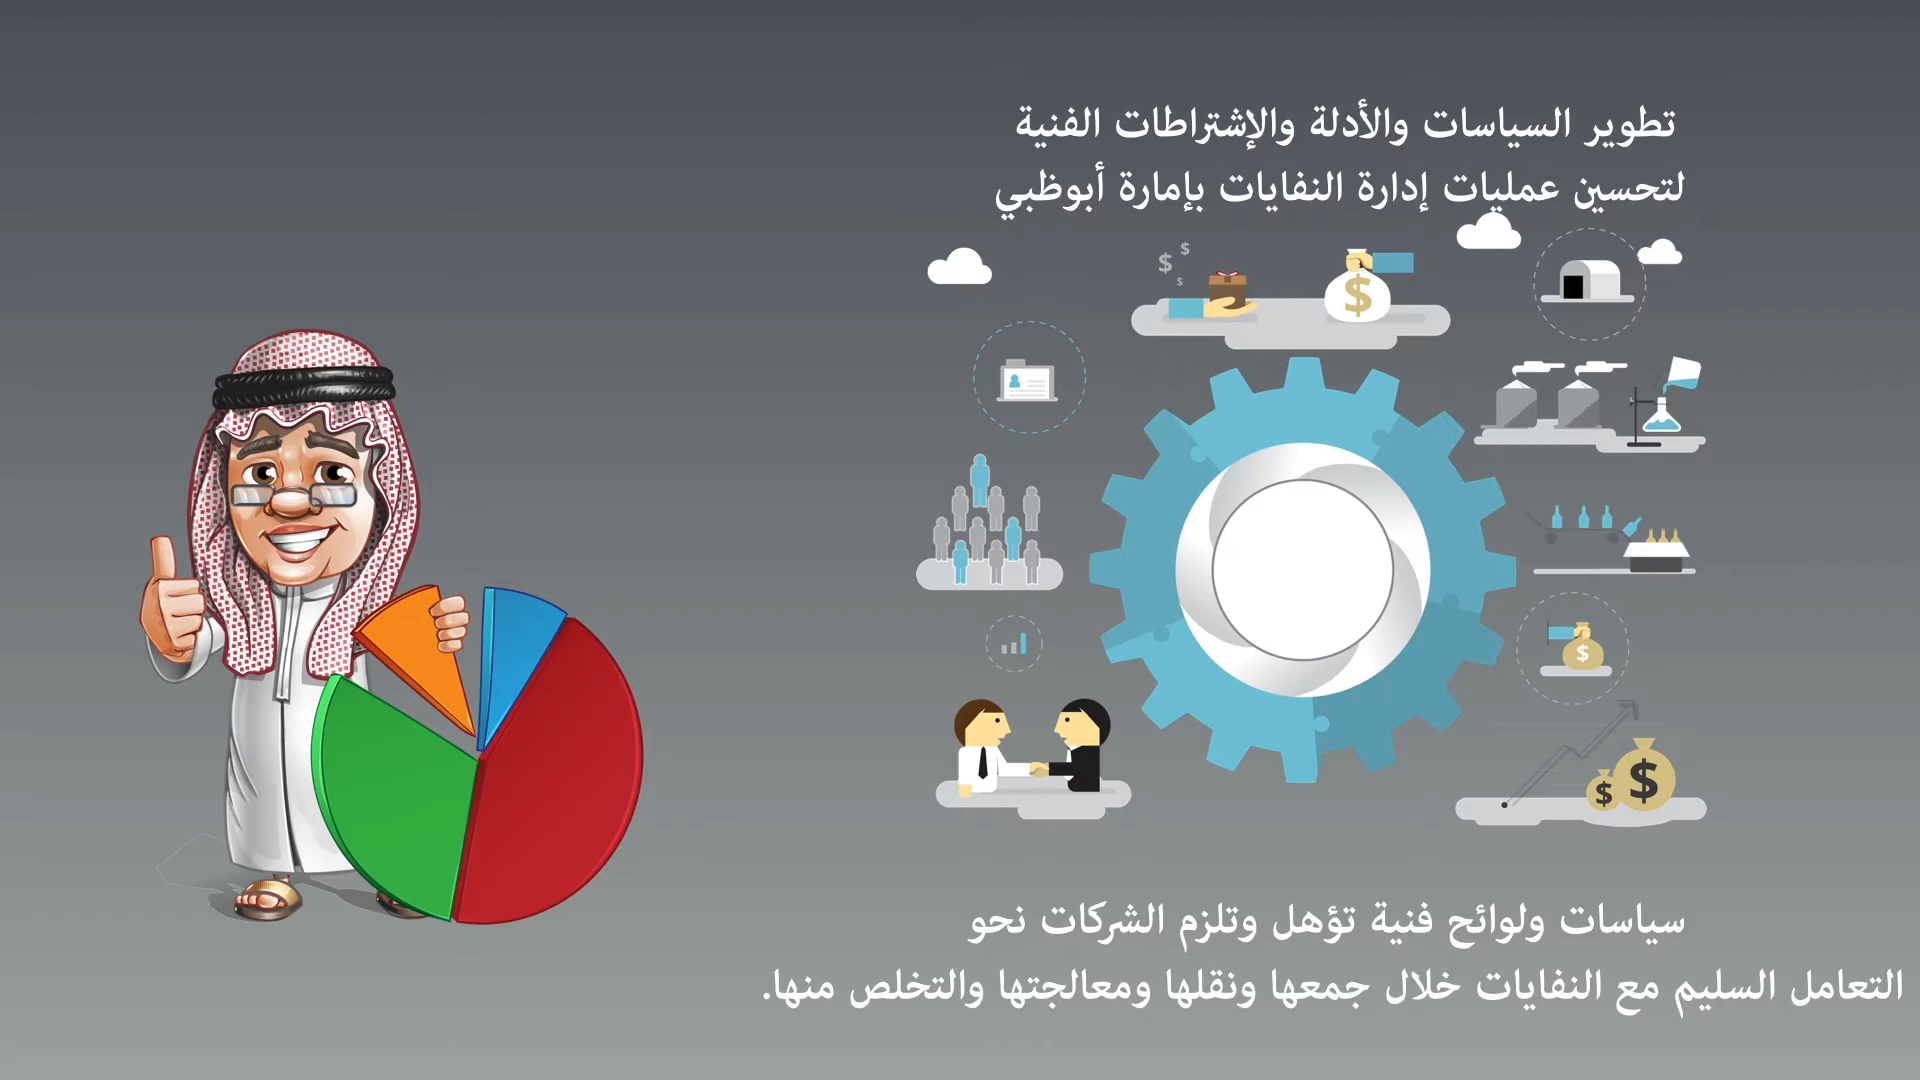 تطوير السياسات والأدلة والإشتراطات الفنية
لتحسين عمليات إدارة النفايات بإمارة أبوظبي
$ $
$
$
$
$ $
سياسات ولوائح فنية تؤهل وتلزم الشركات نحو
التعامل السليم مع النفايات خلال جمعها ونقلها ومعالجتها والتخلص منها.